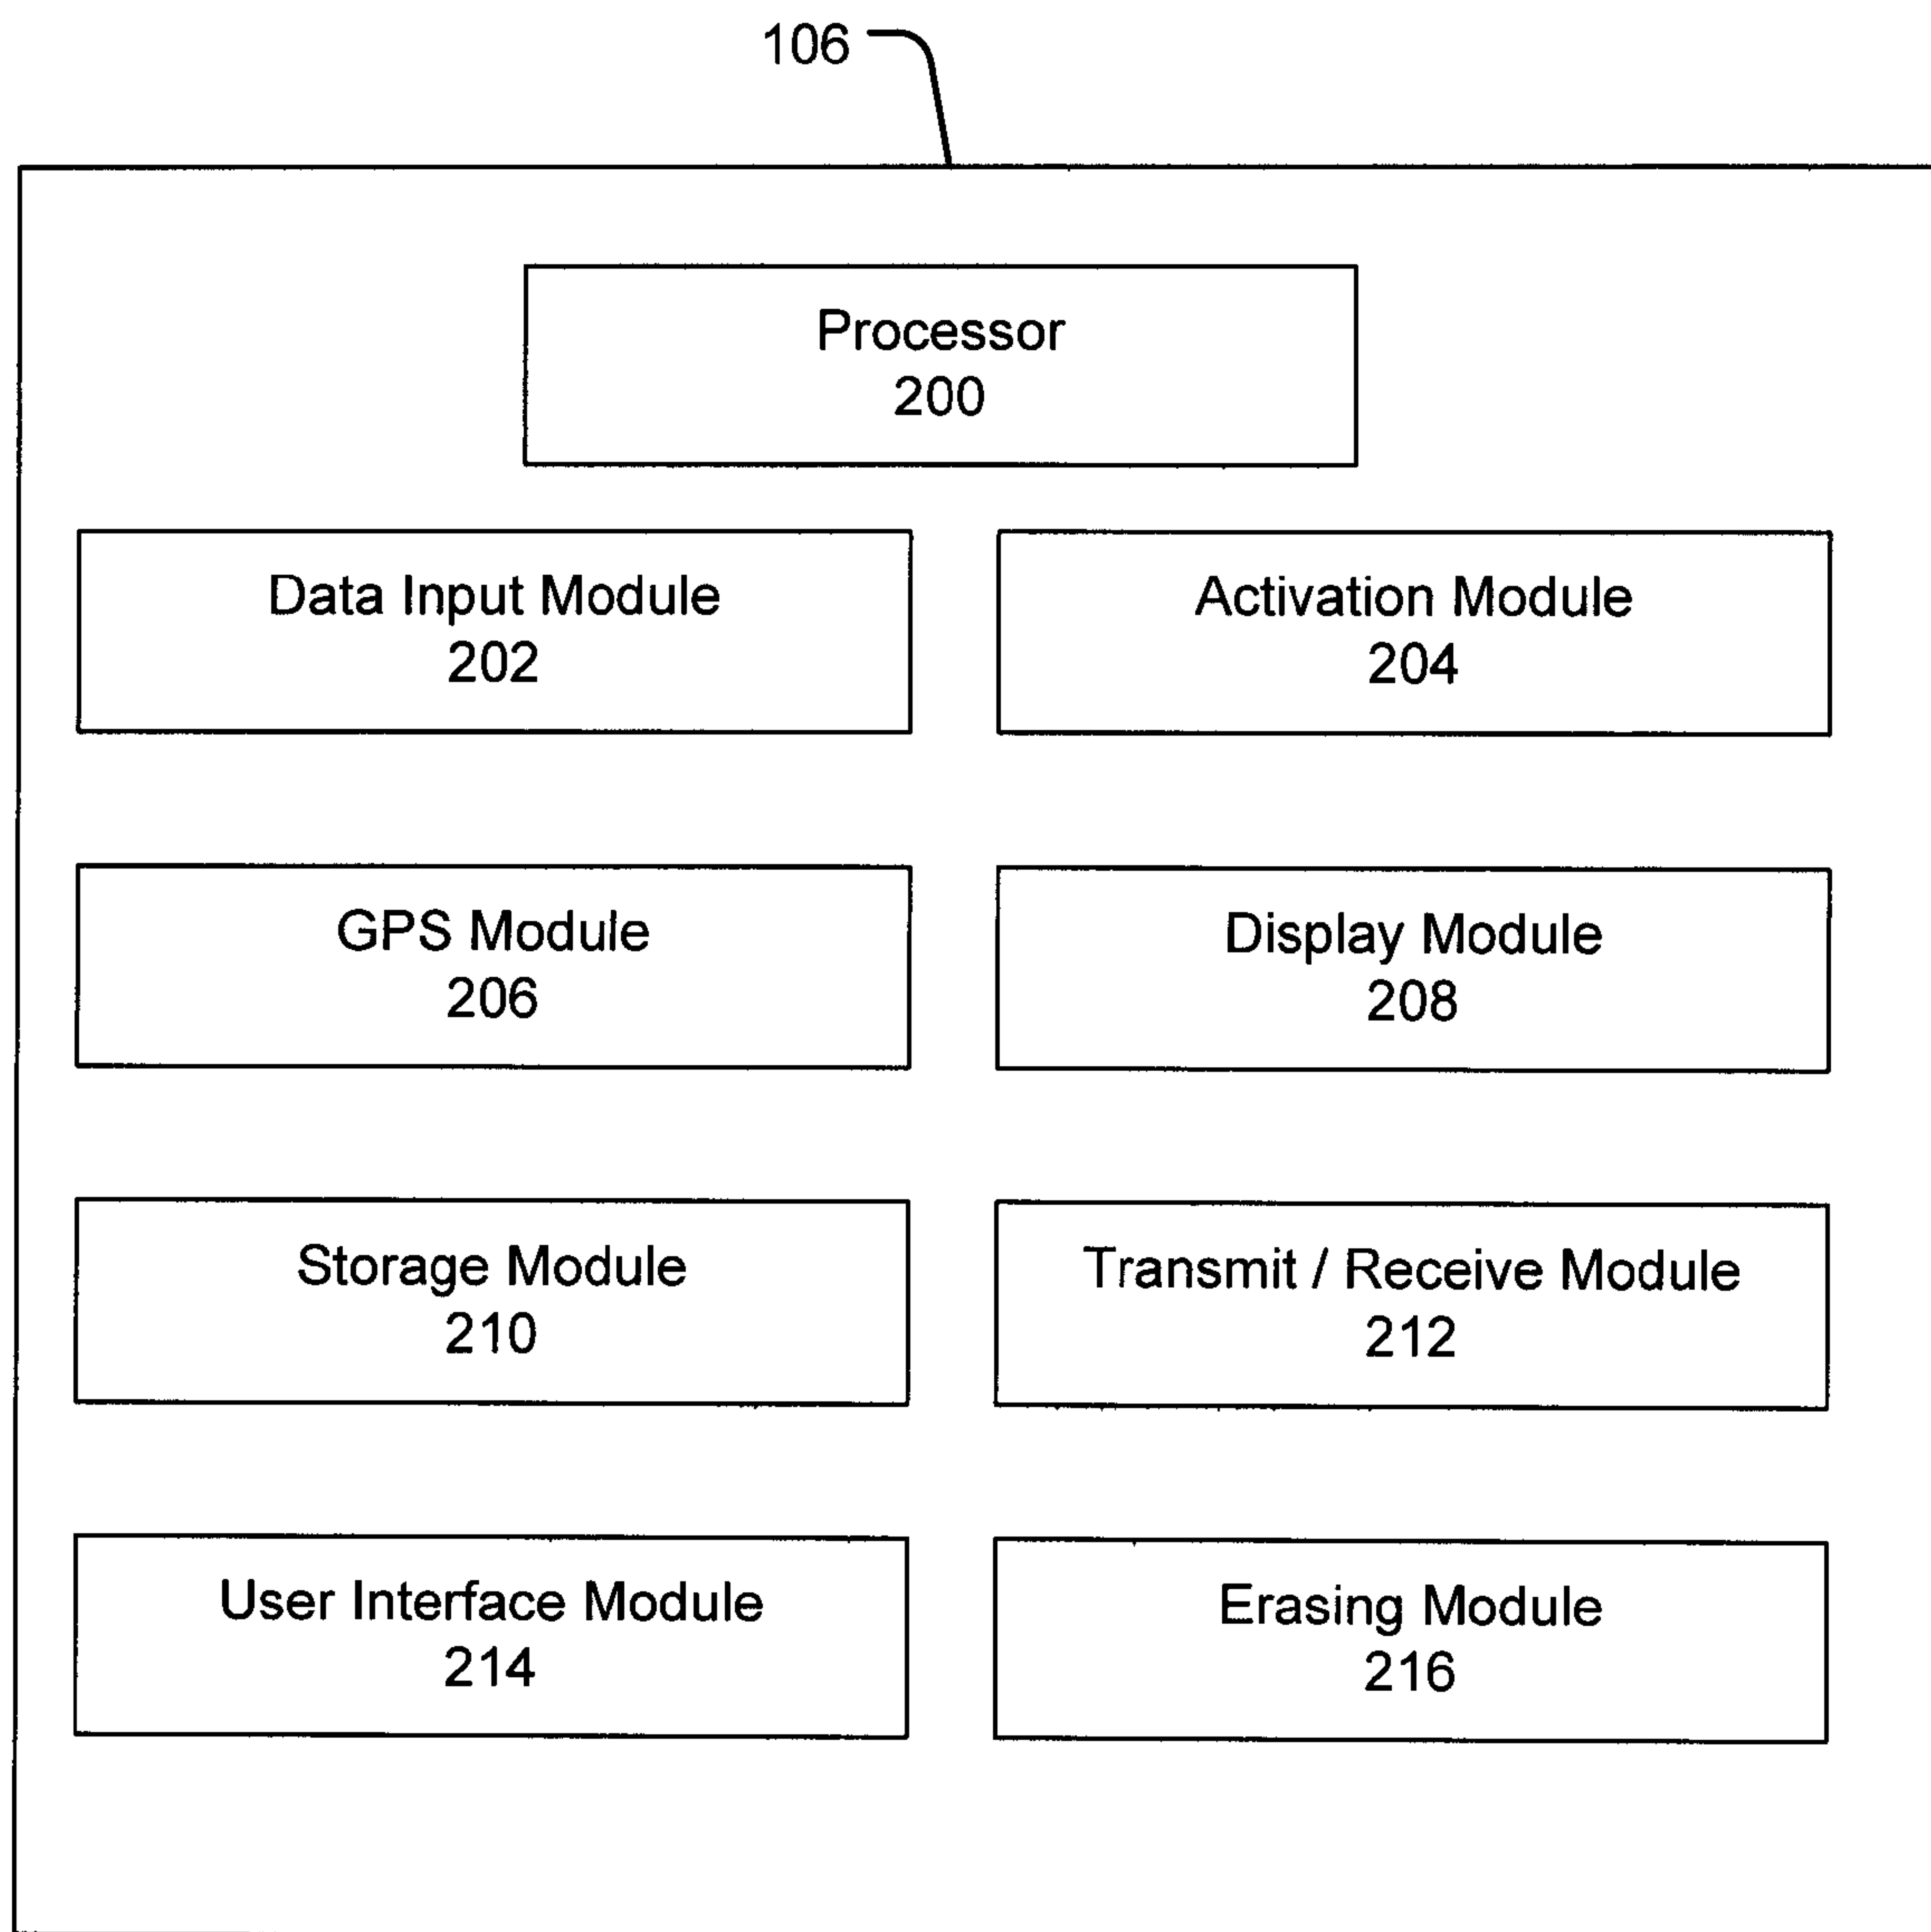 106
Processor
200
Data Input Module
202
Activation Module
204
GPS Module
206
Display Module
208
Storage Module
210
Transmit / Receive Module
212
User Interface Module
214
Erasing Module
216